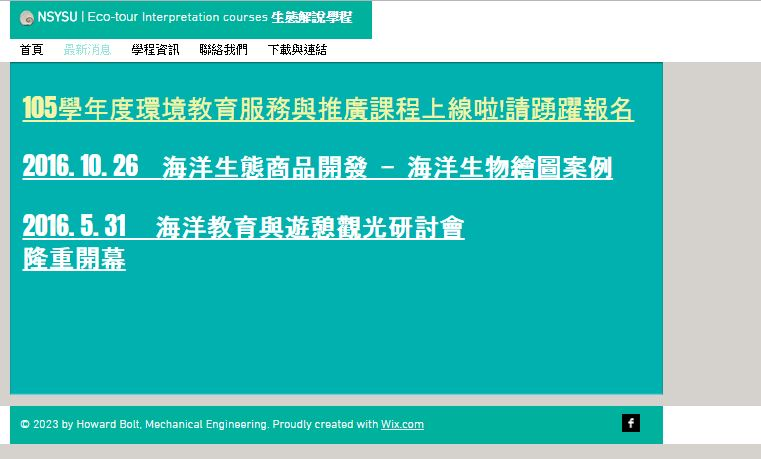 NSYSU | Eco-tour Interpretation courses 生態解說學程
首頁 最新消息 學程資訊 聯絡我們 下載與連結
105學年度環境教育服務與推廣課程上線啦!請踴躍報名
2016. 10. 26 海洋生態商品開發 - 海洋生物繪圖案例
2016. 5. 31 海洋教育與遊憩觀光研討會
隆重開幕
© 2023 by Howard Bolt, Mechanical Engineering. Proudly created with Wix.com